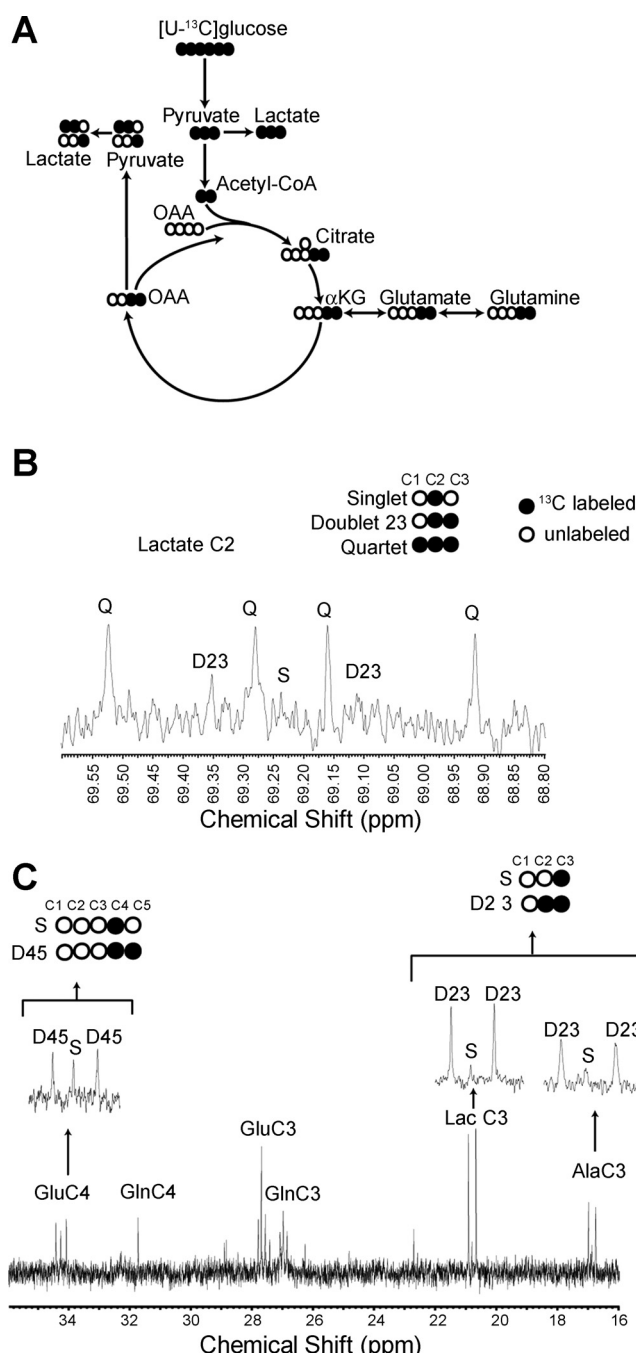 A
[U-¹³C]glucose
Pyruvate
Lactate
Lactate
Pyruvate
Acetyl-CoA
OAA
Citrate
OAA
αKG
Glutamate
Glutamine
B
C1 C2 C3
Singlet
Doublet 23
Quartet
¹³C labeled
unlabeled
Lactate C2
Q
Q
Q
Q
D23
S
D23
69.55
69.50
69.45
69.40
69.35
69.30
69.25
69.20
69.15
69.10
69.05
69.00
68.95
68.90
68.85
68.80
Chemical Shift (ppm)
C
C1 C2 C3 C4 C5
S
D45
C1 C2 C3
S
D2 3
D45
S
D45
D23
D23
S
D23
D23
S
GluC4
GlnC4
GluC3
GlnC3
Lac C3
AlaC3
34
32
30
28
26
24
22
20
18
16
Chemical Shift (ppm)